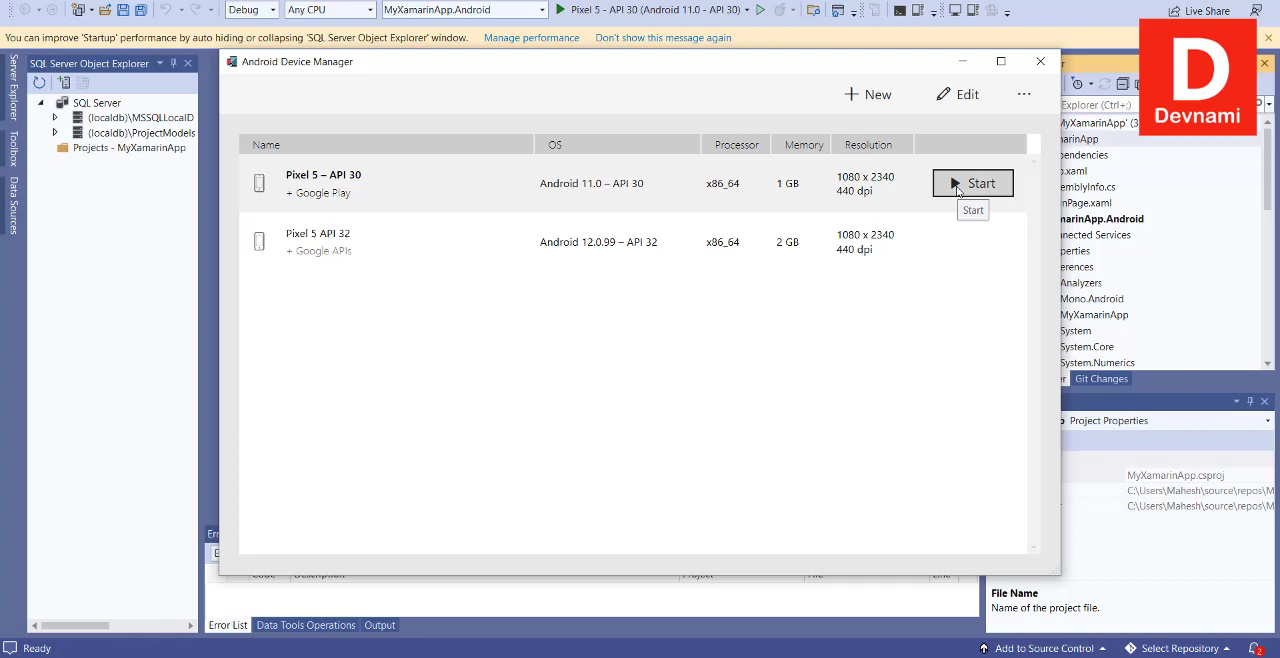 Debug Any CPU MyXamarinApp.Android Pixel 5 - API 30 (Android 11.0 - API 30) Live Share
You can improve 'Startup' performance by auto hiding or collapsing 'SQL Server Object Explorer' window. Manage performance Don't show this message again
Server Explorer
Toolbox
Data Sources
SQL Server Object Explorer
SQL Server
(localdb)\MSSQLLocalD
(localdb)\ProjectModels
Projects - MyXamarinApp
Android Device Manager
New Edit
Name OS Processor Memory Resolution
Pixel 5 – API 30
+ Google Play
Android 11.0 – API 30 x86_64 1 GB
1080 x 2340
440 dpi
Start
Start
Pixel 5 API 32
+ Google APIs
Android 12.0.99 – API 32 x86_64 2 GB
1080 x 2340
440 dpi
D
Devnami
Explorer (Ctrl+;)
MyXamarinApp' (3
arinApp
pendencies
p.xaml
emblyInfo.cs
inPage.xaml
arinApp.Android
nnected Services
perties
erences
Analyzers
Mono.Android
MyXamarinApp
System
System.Core
System.Numerics
Git Changes
Project Properties
MyXamarinApp.csproj
C:\Users\Mahesh\source\repos\M
C:\Users\Mahesh\source\repos\M
File Name
Name of the project file.
Error List Data Tools Operations Output
Ready Add to Source Control Select Repository 2